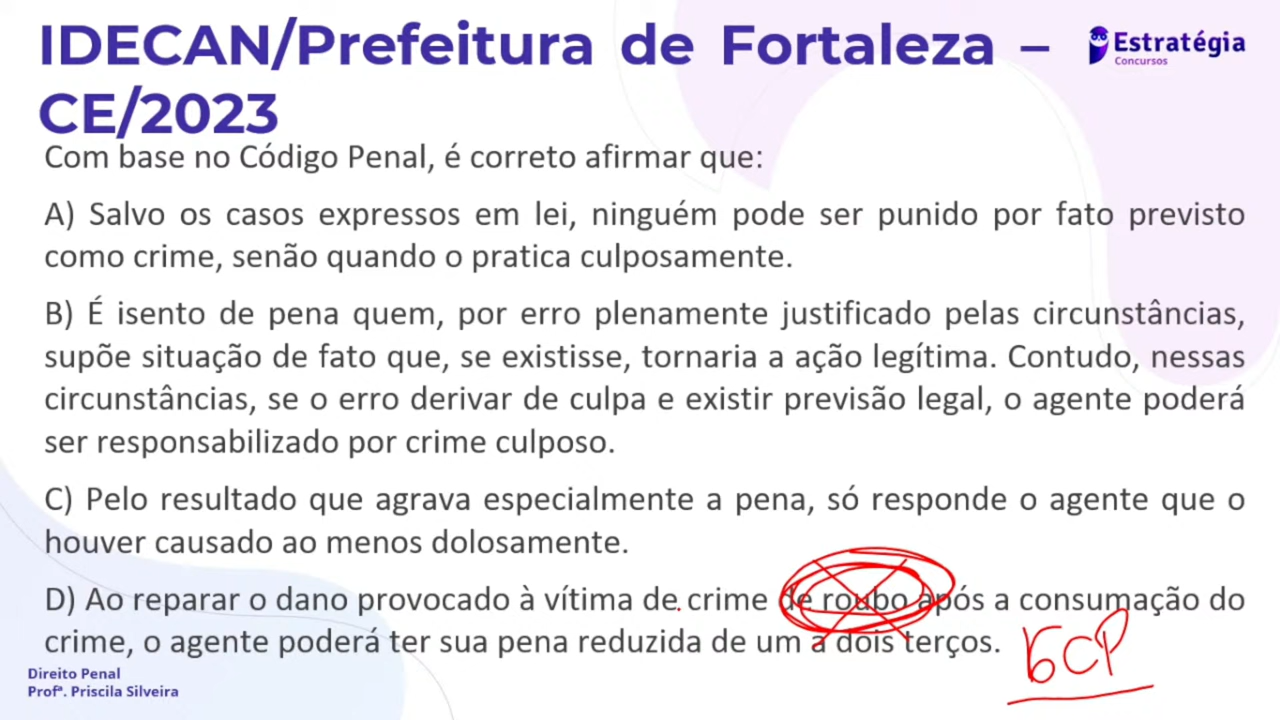 IDECAN/Prefeitura de Fortaleza –
CE/2023
Estratégia
Concursos
Com base no Código Penal, é correto afirmar que:
A) Salvo os casos expressos em lei, ninguém pode ser punido por fato previsto
como crime, senão quando o pratica culposamente.
B) É isento de pena quem, por erro plenamente justificado pelas circunstâncias,
supõe situação de fato que, se existisse, tornaria a ação legítima. Contudo, nessas
circunstâncias, se o erro derivar de culpa e existir previsão legal, o agente poderá
ser responsabilizado por crime culposo.
C) Pelo resultado que agrava especialmente a pena, só responde o agente que o
houver causado ao menos dolosamente.
D) Ao reparar o dano provocado à vítima de crime de roubo após a consumação do
crime, o agente poderá ter sua pena reduzida de um a dois terços.
Direito Penal
Profª. Priscila Silveira